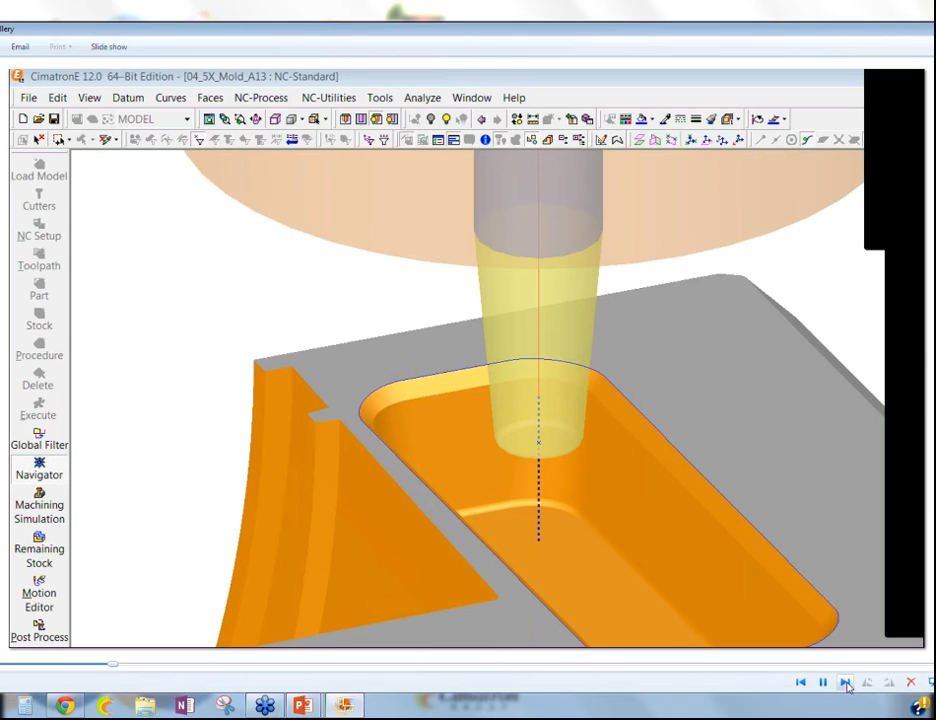 llery
Email Print Slide show
CimatronE 12.0 64-Bit Edition - [04_5X_Mold_A13 : NC-Standard]
File Edit View Datum Curves Faces NC-Process NC-Utilities Tools Analyze Window Help
MODEL
Load Model
Cutters
NC Setup
Toolpath
Part
Stock
Procedure
Delete
Execute
Global Filter
Navigator
Machining
Simulation
Remaining
Stock
Motion
Editor
Post Process